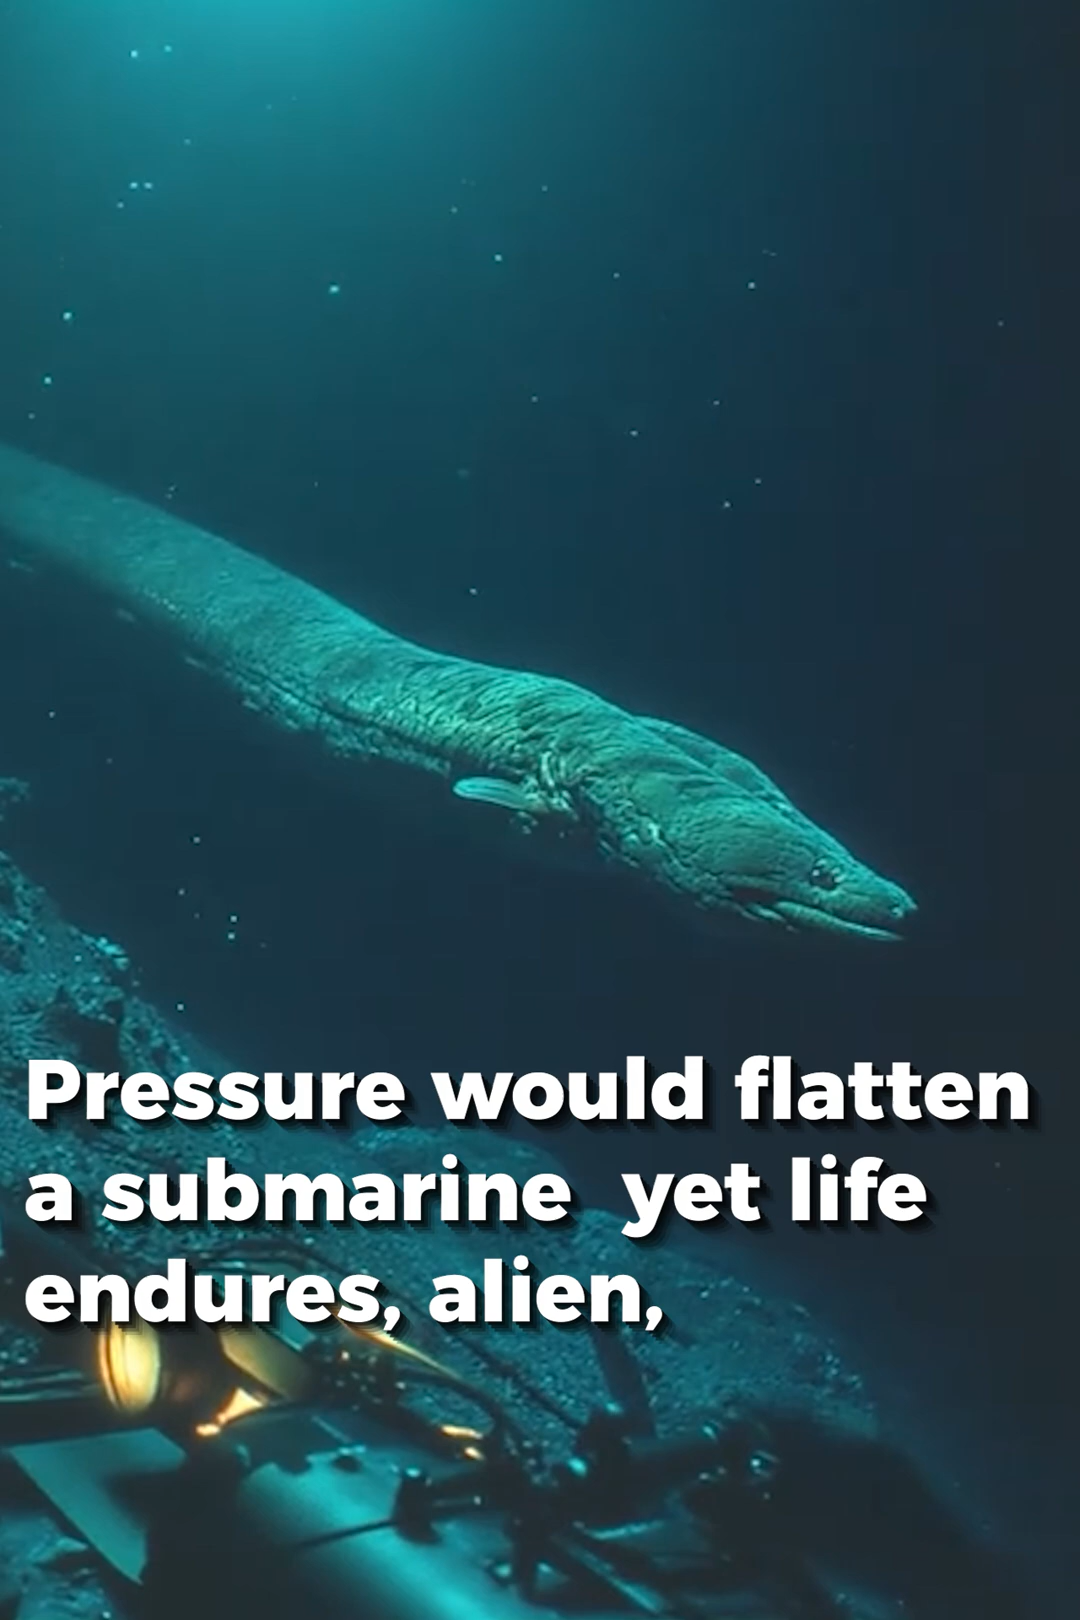 Pressure would flatten
a submarine  yet life
endures, alien,